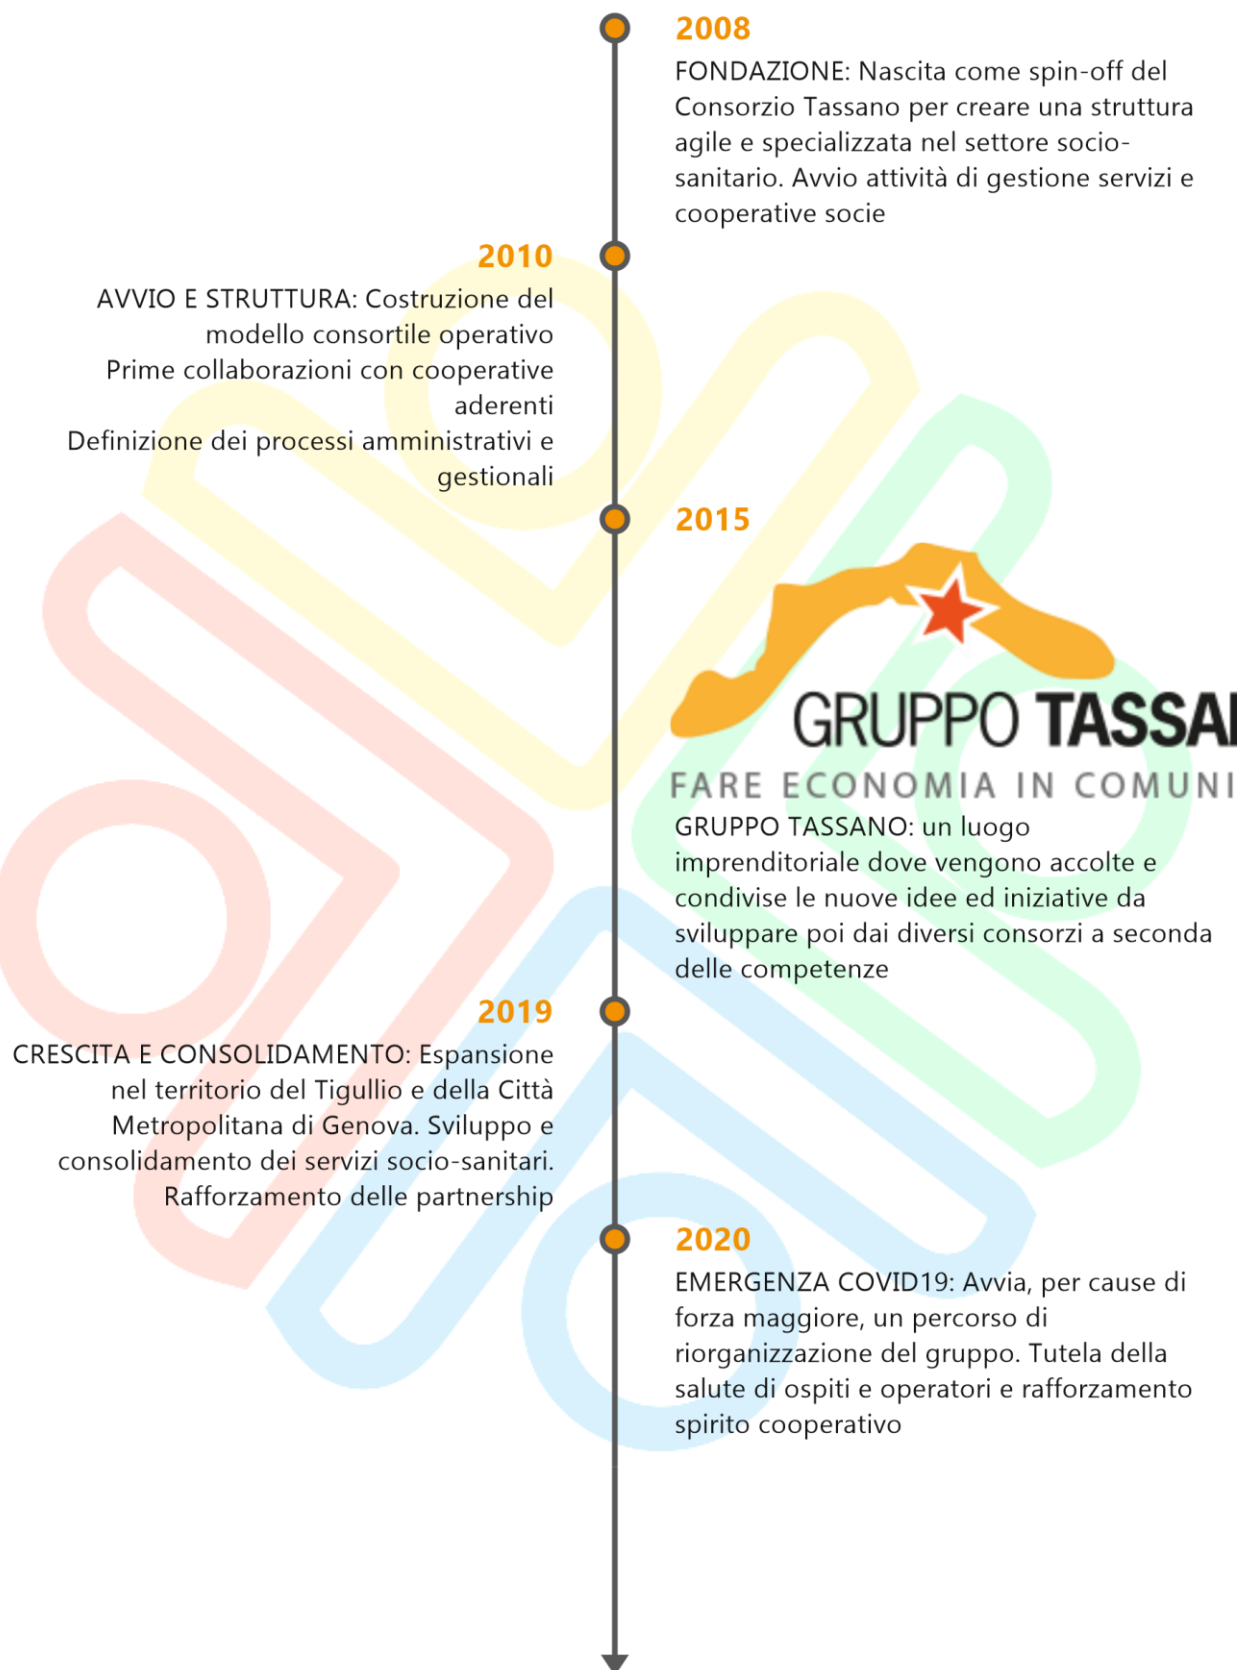 2008
FONDAZIONE: Nascita come spin-off del
Consorzio Tassano per creare una struttura
agile e specializzata nel settore socio-
sanitario. Avvio attività di gestione servizi e
cooperative socie
2010
AVVIO E STRUTTURA: Costruzione del
modello consortile operativo
Prime collaborazioni con cooperative
aderenti
Definizione dei processi amministrativi e
gestionali
2015
GRUPPO TASSA
FARE ECONOMIA IN COMUNI
GRUPPO TASSANO: un luogo
imprenditoriale dove vengono accolte e
condivise le nuove idee ed iniziative da
sviluppare poi dai diversi consorzi a seconda
delle competenze
2019
CRESCITA E CONSOLIDAMENTO: Espansione
nel territorio del Tigullio e della Città
Metropolitana di Genova. Sviluppo e
consolidamento dei servizi socio-sanitari.
Rafforzamento delle partnership
2020
EMERGENZA COVID19: Avvia, per cause di
forza maggiore, un percorso di
riorganizzazione del gruppo. Tutela della
salute di ospiti e operatori e rafforzamento
spirito cooperativo